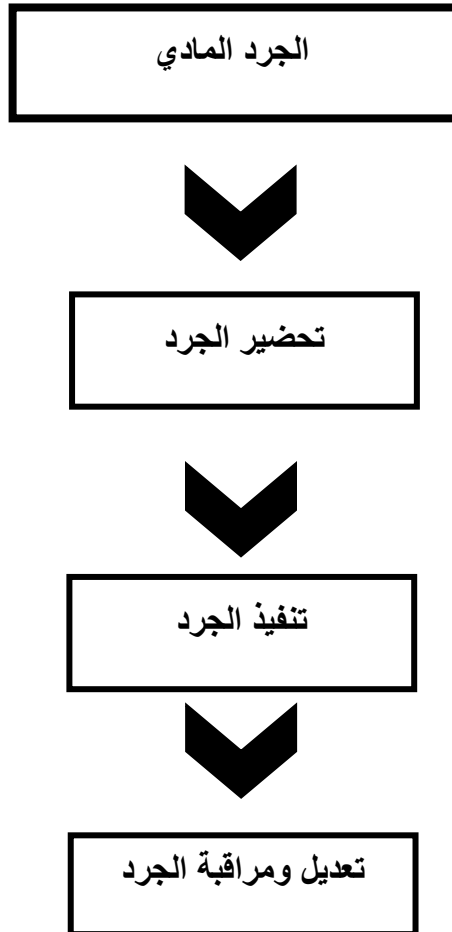 الجرد المادي
تحضير الجرد
تنفيذ الجرد
تعديل ومراقبة الجرد